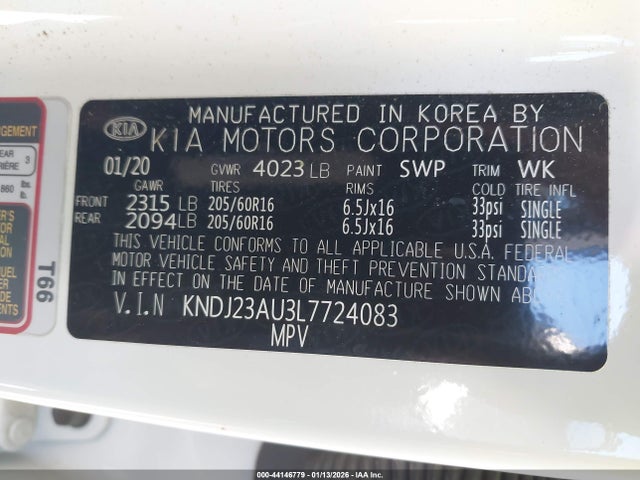 MANUFACTURED IN KOREA BY
KIA KIA MOTORS CORPORATION
01/20 GVWR 4023 LB PAINT SWP TRIM WK
GAWR TIRES RIMS COLD TIRE INFL
FRONT 2315 LB 205/60R16 6.5Jx16 33psi SINGLE
REAR 2094 LB 205/60R16 6.5Jx16 33psi SINGLE
THIS VEHICLE CONFORMS TO ALL APPLICABLE U.S.A. FEDERAL
MOTOR VEHICLE SAFETY AND THEFT PREVENTION STANDARDS
IN EFFECT ON THE DATE OF MANUFACTURE SHOWN
V.I.N KNDJ23AU3L7724083
MPV
T66
000-44146779 - 01/13/2026 - IAA Inc.